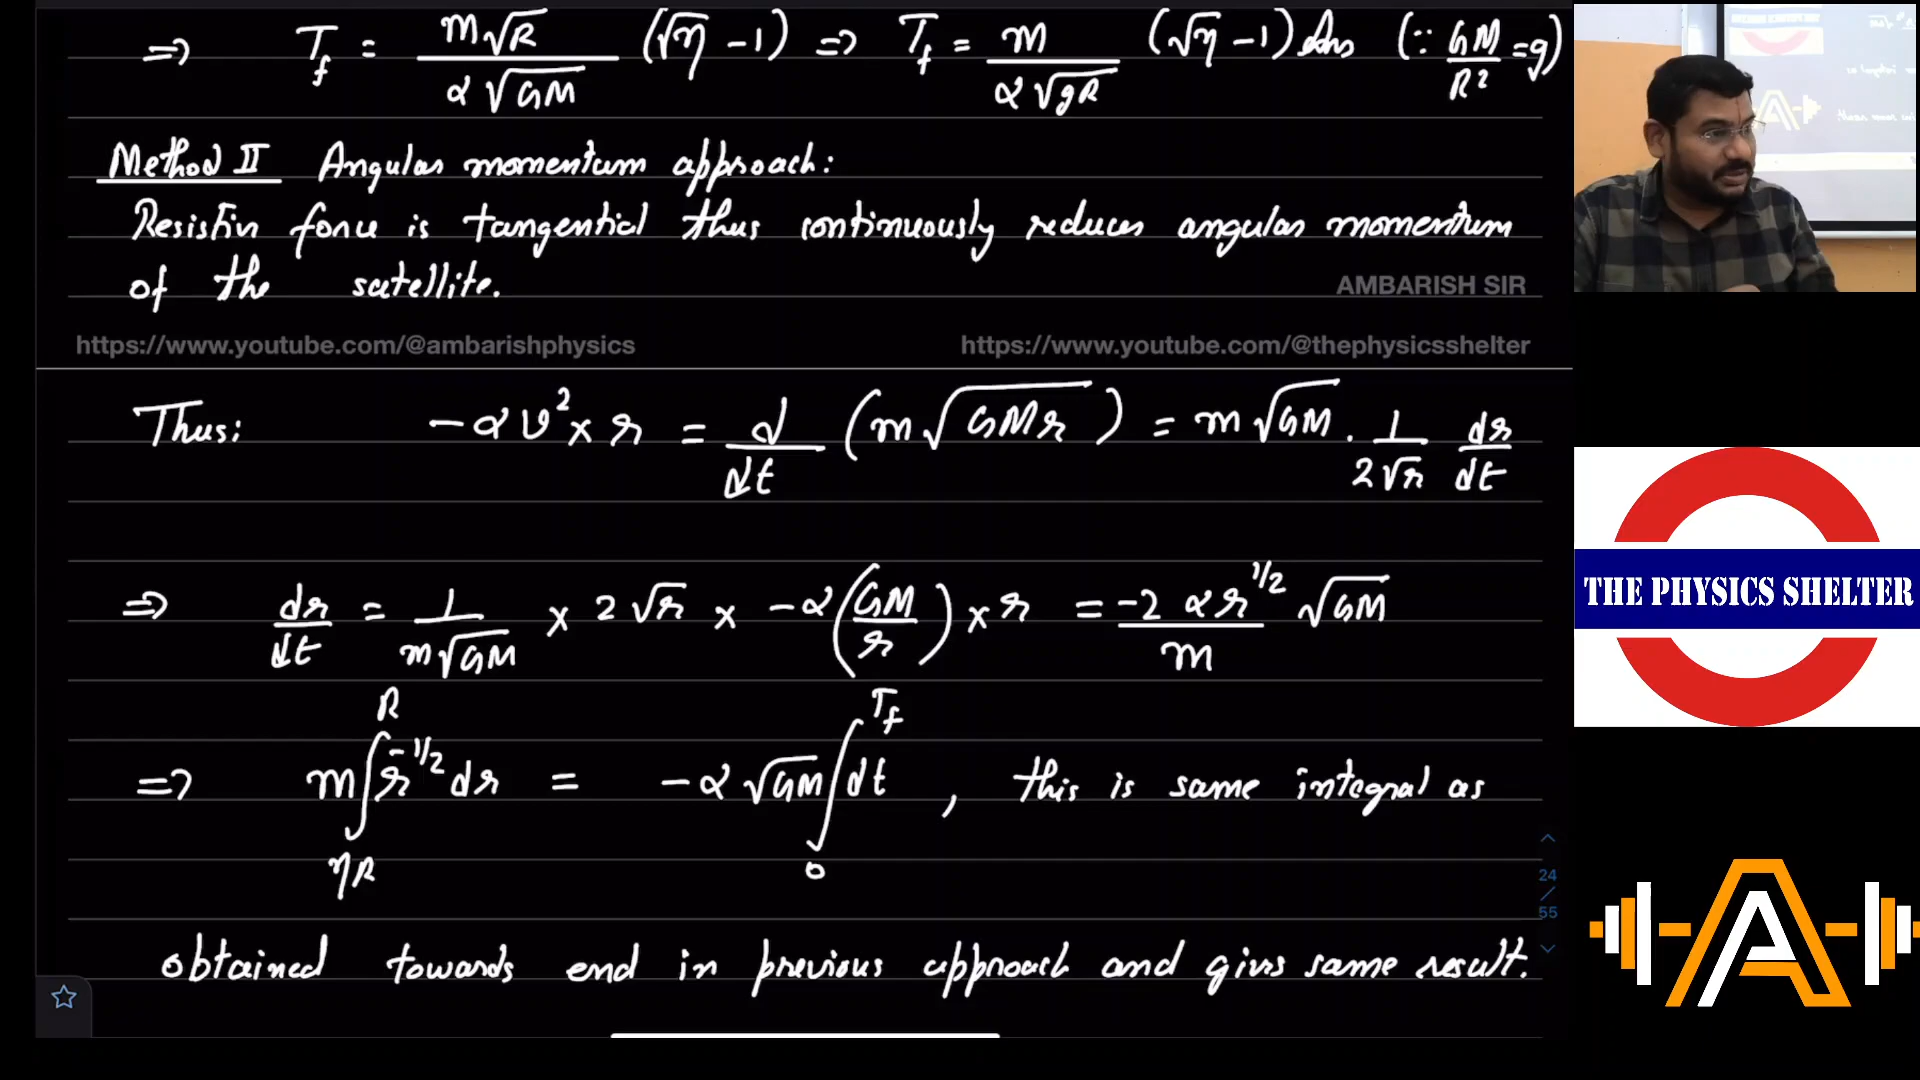 => T_f = m√R / α√GM (√η - 1) => T_f = m / α√gR (√η - 1) Ans (∵ GM/R² = g)
Method II Angular momentum approach:
Resistin force is tangential thus continuously reduces angular momentum
of the satellite.
AMBARISH SIR
https://www.youtube.com/@ambarishphysics https://www.youtube.com/@thephysicsshelter
Thus: -αv² × r = d/dt (m√GMr) = m√GM . 1/2√r dr/dt
=> dr/dt = 1/m√GM × 2√r × -α(GM/r) × r = -2αr^1/2/m √GM
=> m∫_ηR^R r^-1/2 dr = -α√GM ∫_0^T_f dt , this is same integral as
obtained towards end in previous approach and gives same result.
24
/
55
THE PHYSICS SHELTER